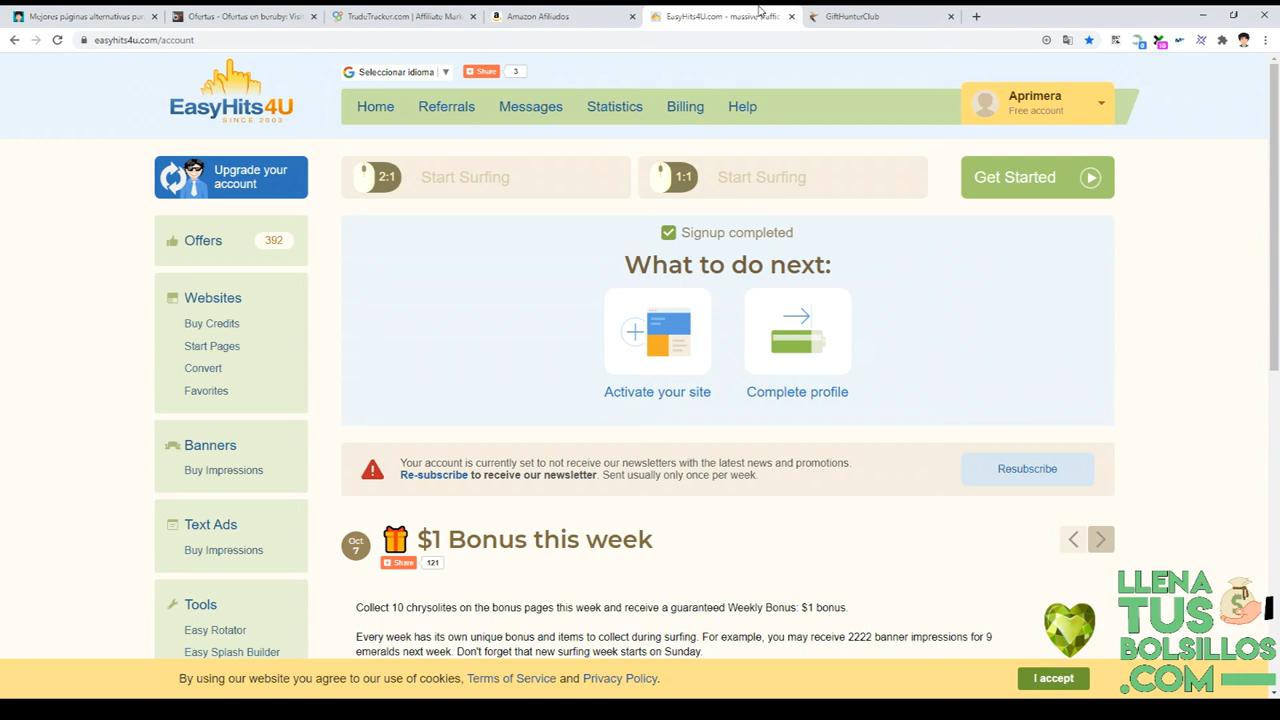 Mejores páginas alternativas par
Ofertas - Ofertas en beruby: Visi
TradeTracker.com | Affiliate Mark
Amazon Afiliados
EasyHits4U.com - massive traffic
GiftHunterClub
easyhits4u.com/account
EASYHITS4U
SINCE 2003
Seleccionar idioma
Share
3
Home
Referrals
Messages
Statistics
Billing
Help
Aprimera
Free account
Upgrade your
account
2:1 Start Surfing
1:1 Start Surfing
Get Started
Offers 392
Websites
Buy Credits
Start Pages
Convert
Favorites
Banners
Buy Impressions
Text Ads
Buy Impressions
Tools
Easy Rotator
Easy Splash Builder
Signup completed
What to do next:
Activate your site
Complete profile
Your account is currently set to not receive our newsletters with the latest news and promotions.
Re-subscribe to receive our newsletter. Sent usually only once per week.
Resubscribe
Oct
7
$1 Bonus this week
Share
121
Collect 10 chrysolites on the bonus pages this week and receive a guaranteed Weekly Bonus: $1 bonus.
Every week has its own unique bonus and items to collect during surfing. For example, you may receive 2222 banner impressions for 9
emeralds next week. Don't forget that new surfing week starts on Sunday.
LLENA
TUS
BOLSILLOS
.COM
By using our website you agree to our use of cookies, Terms of Service and Privacy Policy.
I accept